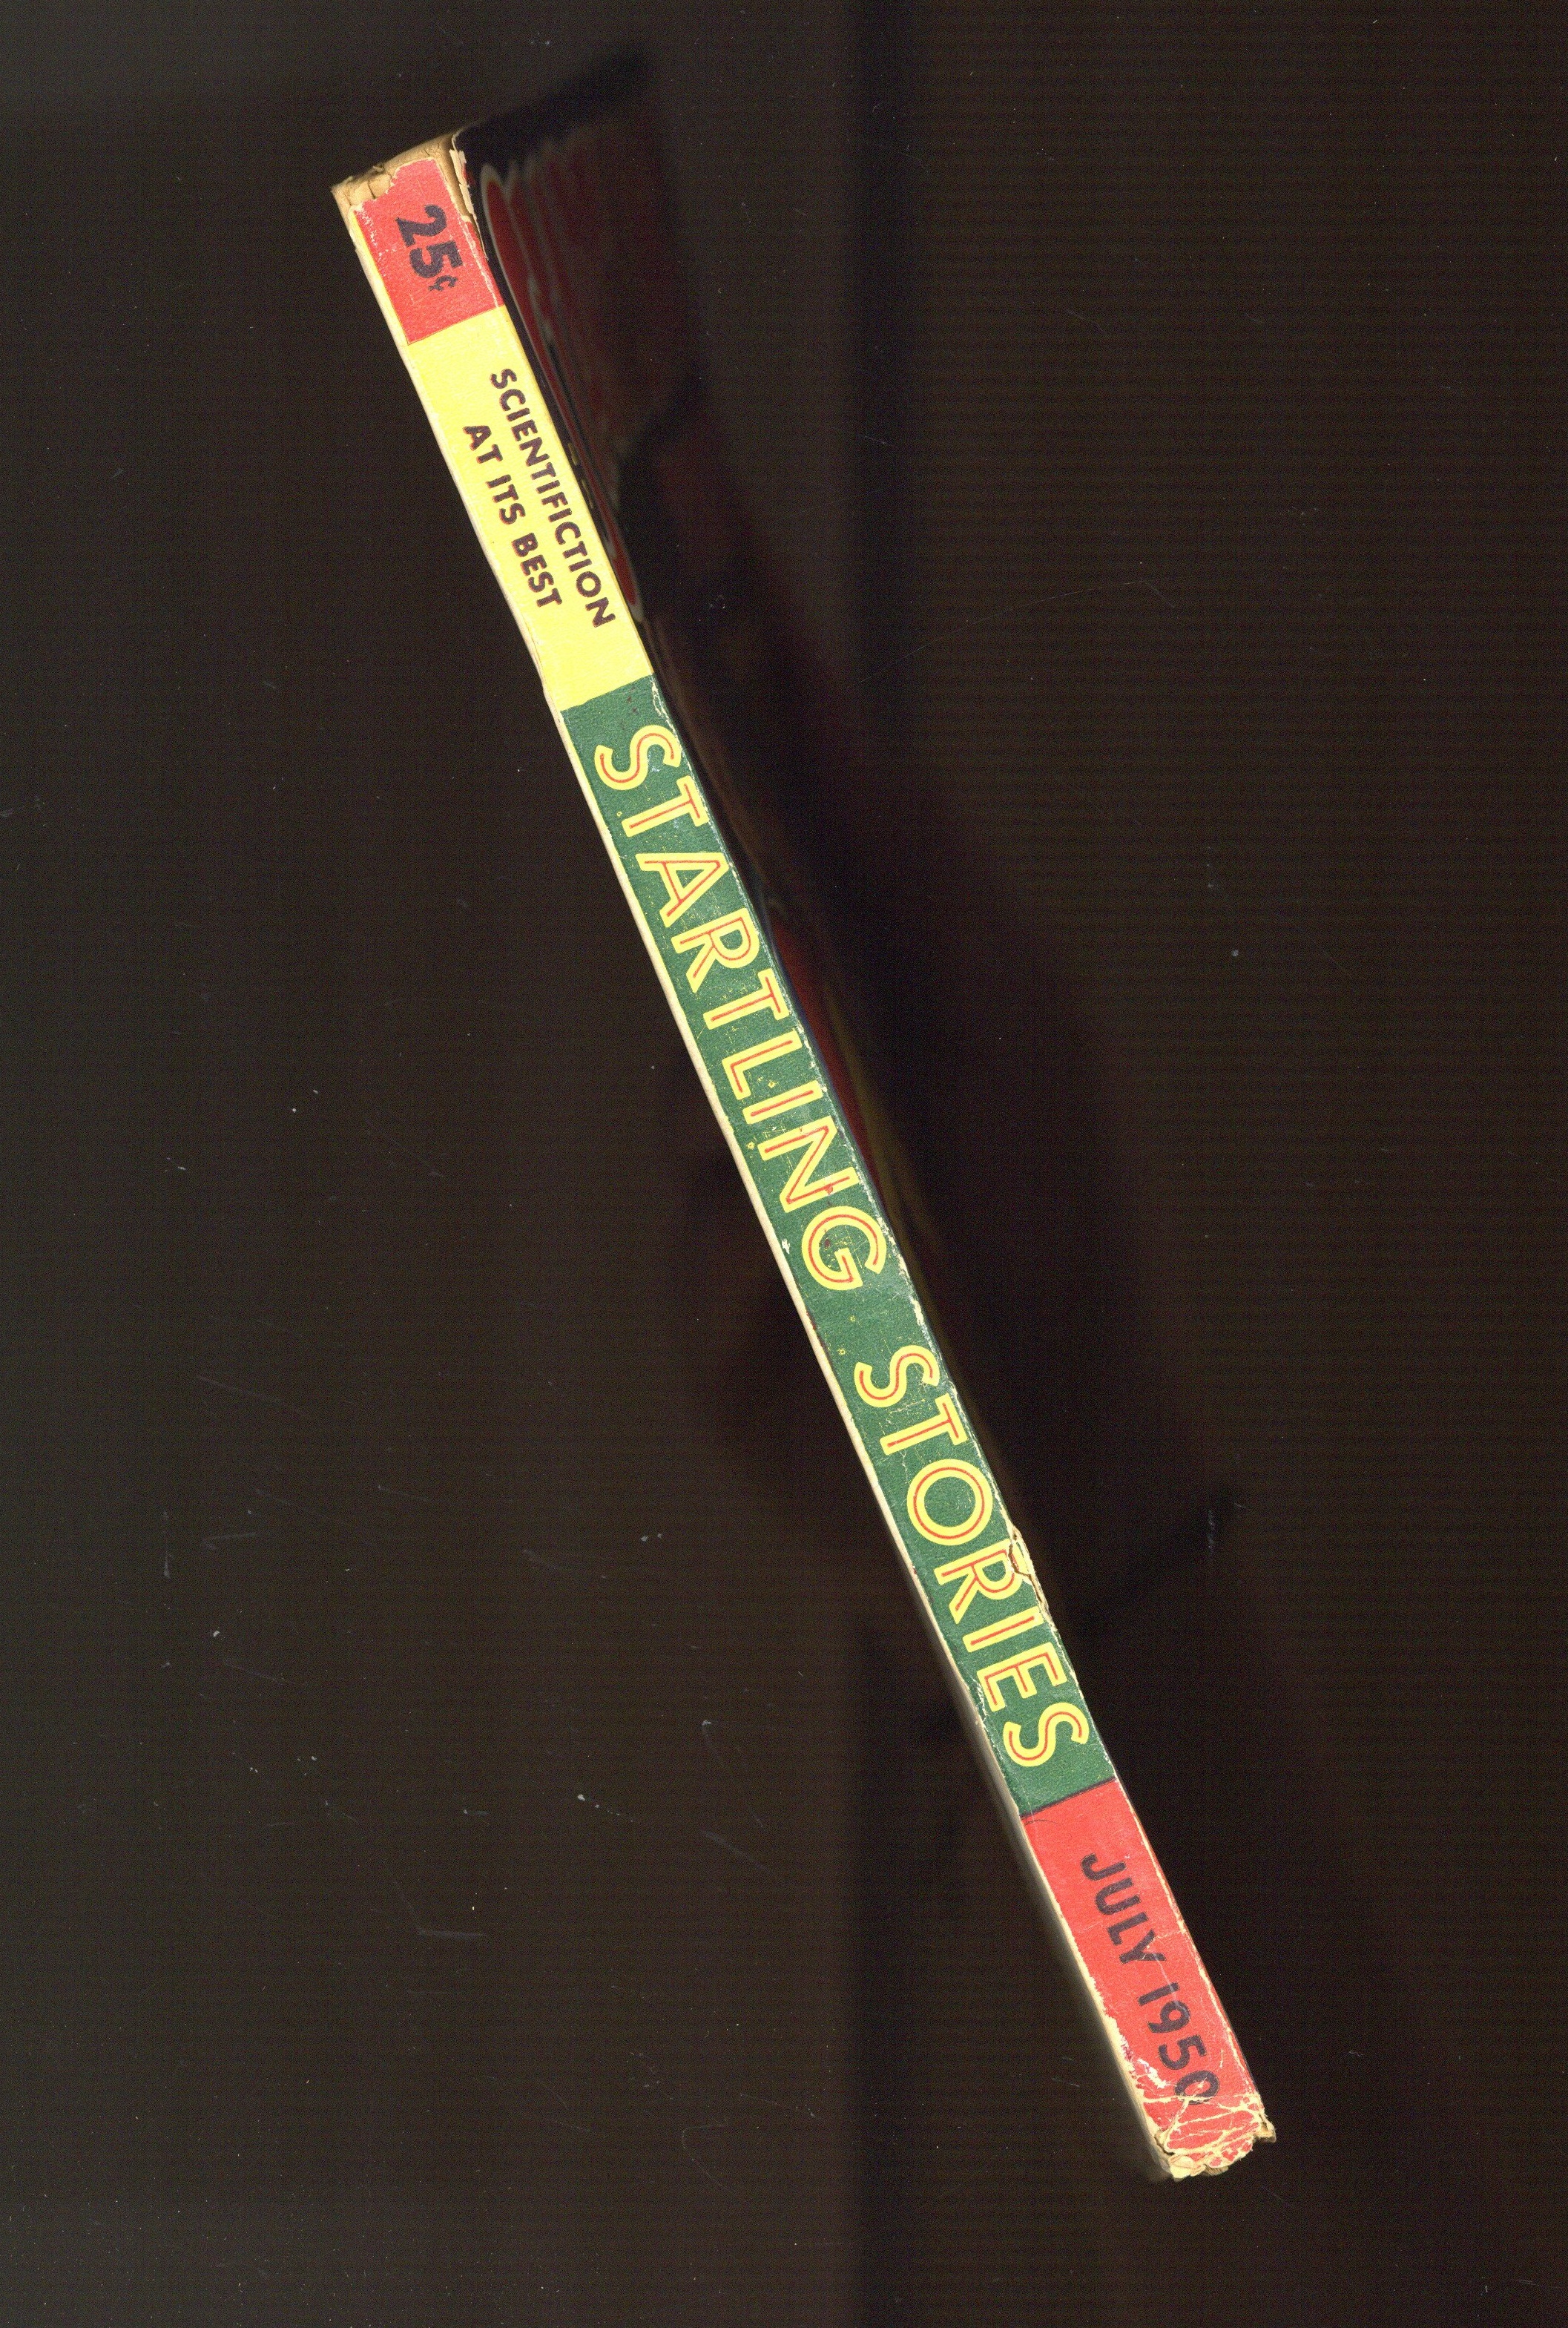 25¢
SCIENTIFICTION
AT ITS BEST
STARTLING STORIES
JULY 1950